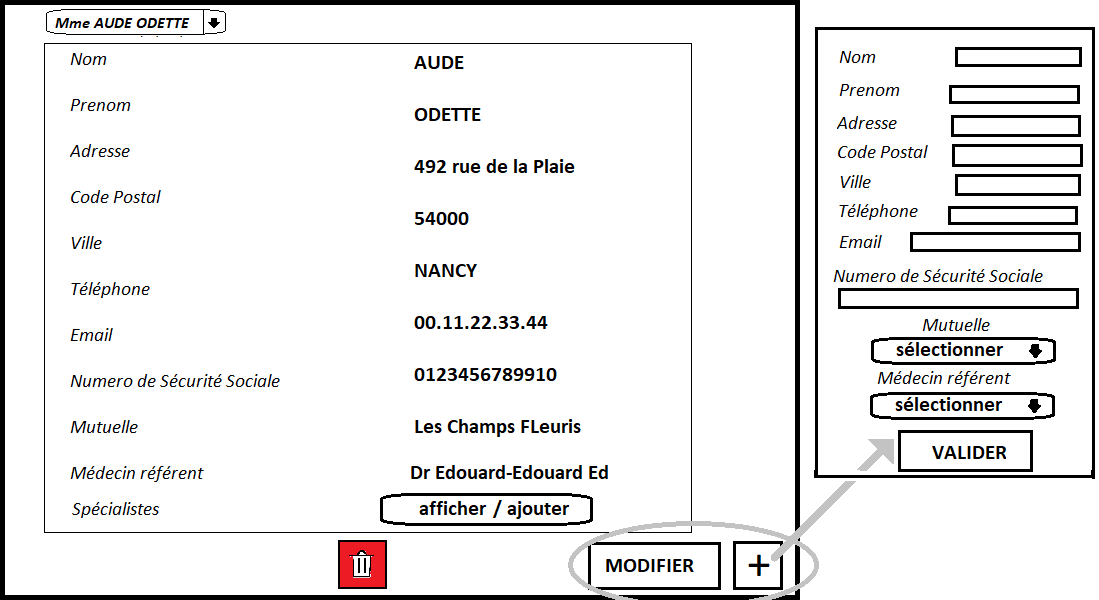 Mme AUDE ODETTE
Nom
AUDE
Prenom
ODETTE
Adresse
492 rue de la Plaie
Code Postal
54000
Ville
NANCY
Téléphone
00.11.22.33.44
Email
Numero de Sécurité Sociale
0123456789910
Mutuelle
Les Champs FLeuris
Médecin référent
Dr Edouard-Edouard Ed
Spécialistes
afficher / ajouter
MODIFIER
+
Nom
Prenom
Adresse
Code Postal
Ville
Téléphone
Email
Numero de Sécurité Sociale
Mutuelle
sélectionner
Médecin référent
sélectionner
VALIDER